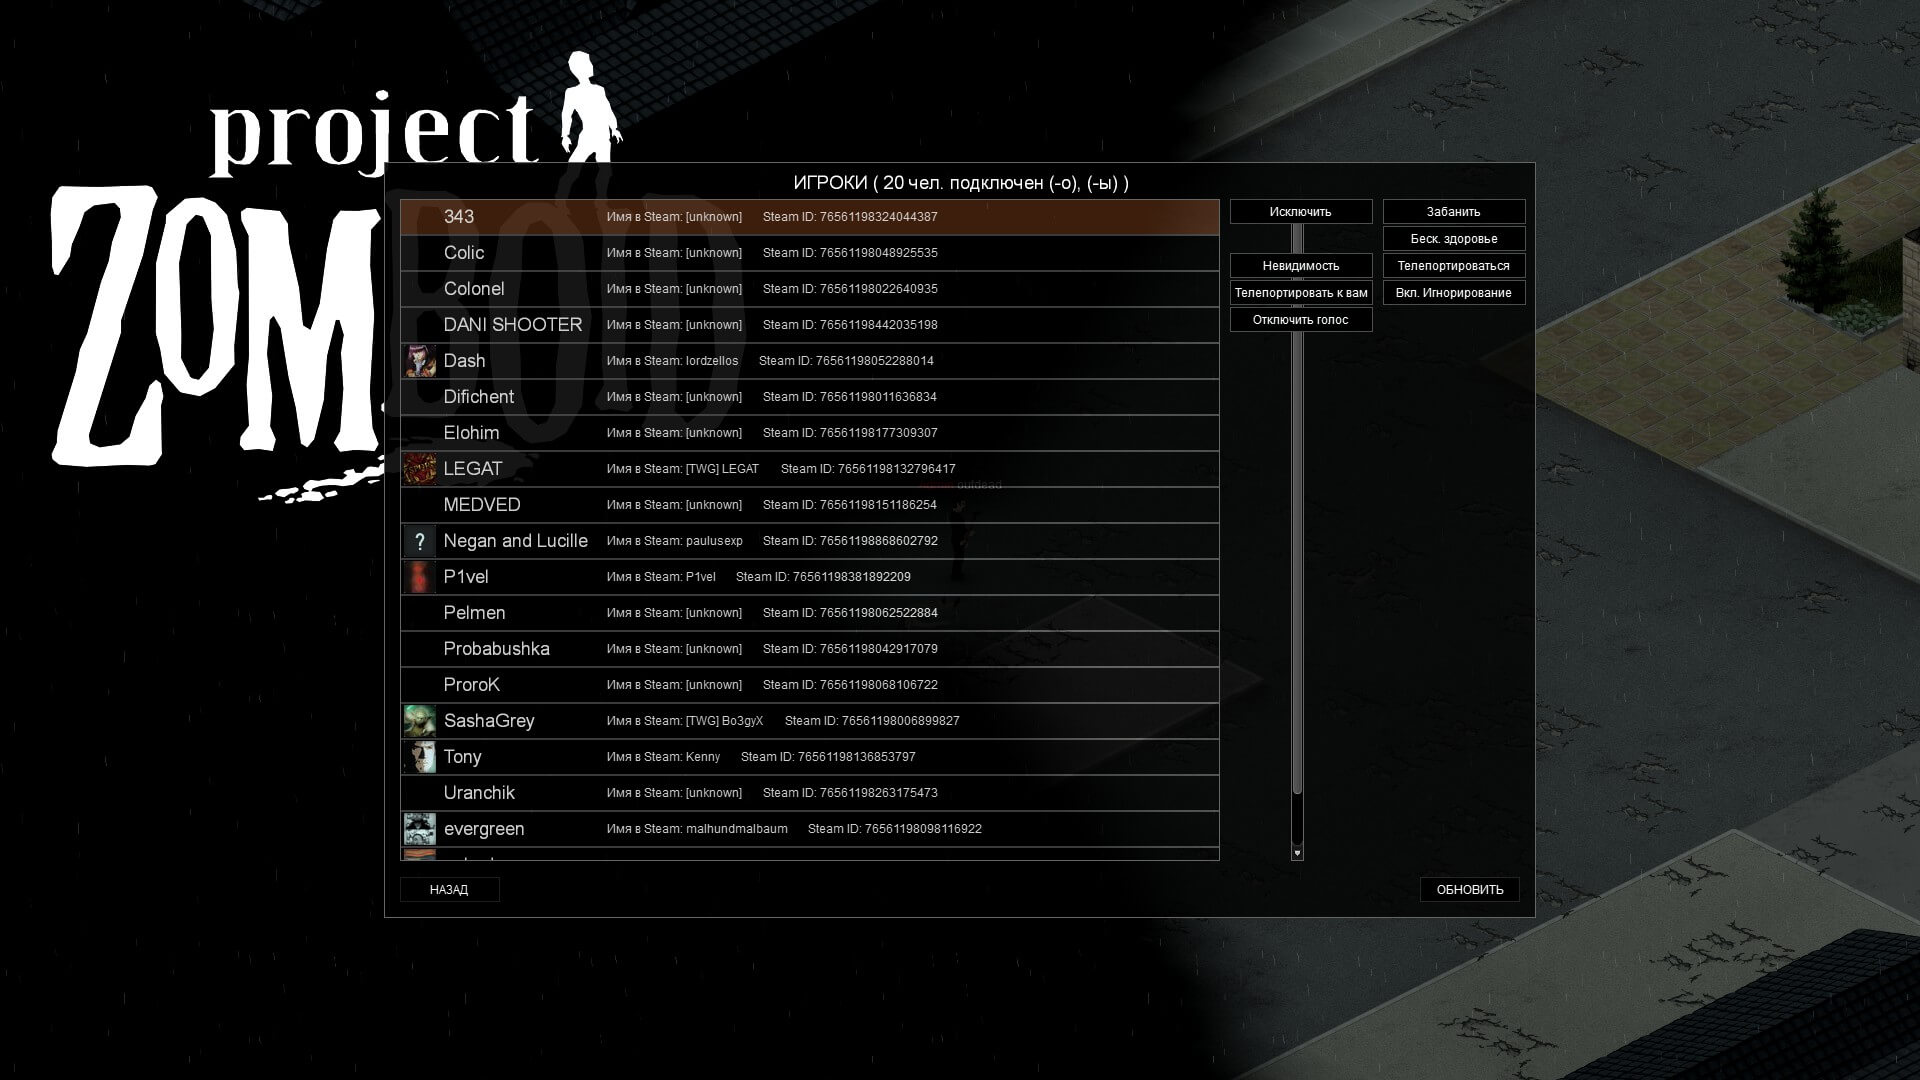 project
ZOMBOID
ИГРОКИ ( 20 чел. подключен (-о), (-ы) )
343 Имя в Steam: [unknown] Steam ID: 76561198324044387
Colic Имя в Steam: [unknown] Steam ID: 76561198048925535
Colonel Имя в Steam: [unknown] Steam ID: 76561198022640935
DANI SHOOTER Имя в Steam: [unknown] Steam ID: 76561198442035198
Dash Имя в Steam: lordzellos Steam ID: 76561198052288014
Difichent Имя в Steam: [unknown] Steam ID: 76561198011636834
Elohim Имя в Steam: [unknown] Steam ID: 76561198177309307
LEGAT Имя в Steam: [TWG] LEGAT Steam ID: 76561198132796417
outdead
MEDVED Имя в Steam: [unknown] Steam ID: 76561198151186254
? Negan and Lucille Имя в Steam: paulusexp Steam ID: 76561198868602792
P1vel Имя в Steam: P1vel Steam ID: 76561198381892209
Pelmen Имя в Steam: [unknown] Steam ID: 76561198062522884
Probabushka Имя в Steam: [unknown] Steam ID: 76561198042917079
ProroK Имя в Steam: [unknown] Steam ID: 76561198068106722
SashaGrey Имя в Steam: [TWG] Bo3gyX Steam ID: 76561198006899827
Tony Имя в Steam: Kenny Steam ID: 76561198136853797
Uranchik Имя в Steam: [unknown] Steam ID: 76561198263175473
evergreen Имя в Steam: malhundmalbaum Steam ID: 76561198098116922
Исключить Забанить
Беск. здоровье
Невидимость Телепортироваться
Телепортировать к вам Вкл. Игнорирование
Отключить голос
НАЗАД ОБНОВИТЬ